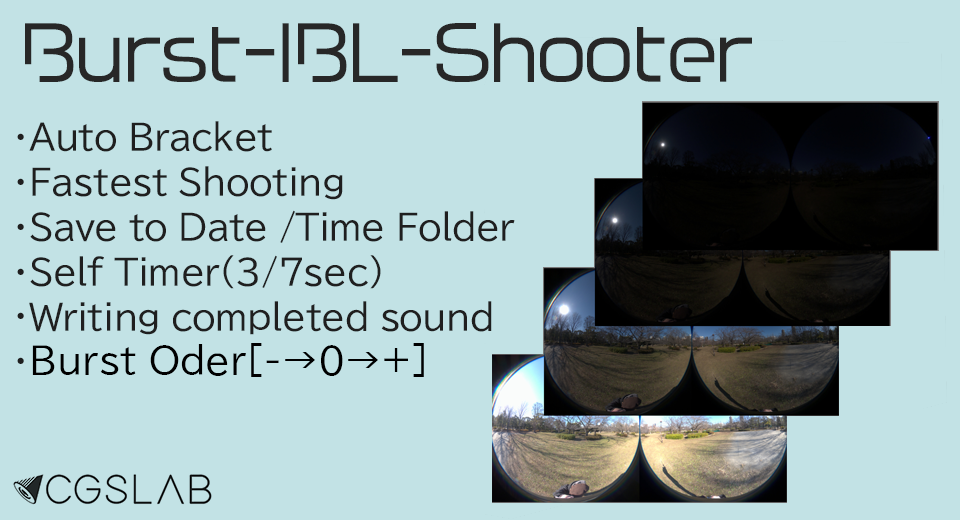 Burst-IBL-Shooter
・Auto Bracket
・Fastest Shooting
・Save to Date /Time Folder
・Self Timer(3/7sec)
・Writing completed sound
・Burst Oder[-→0→+]
CGSLAB